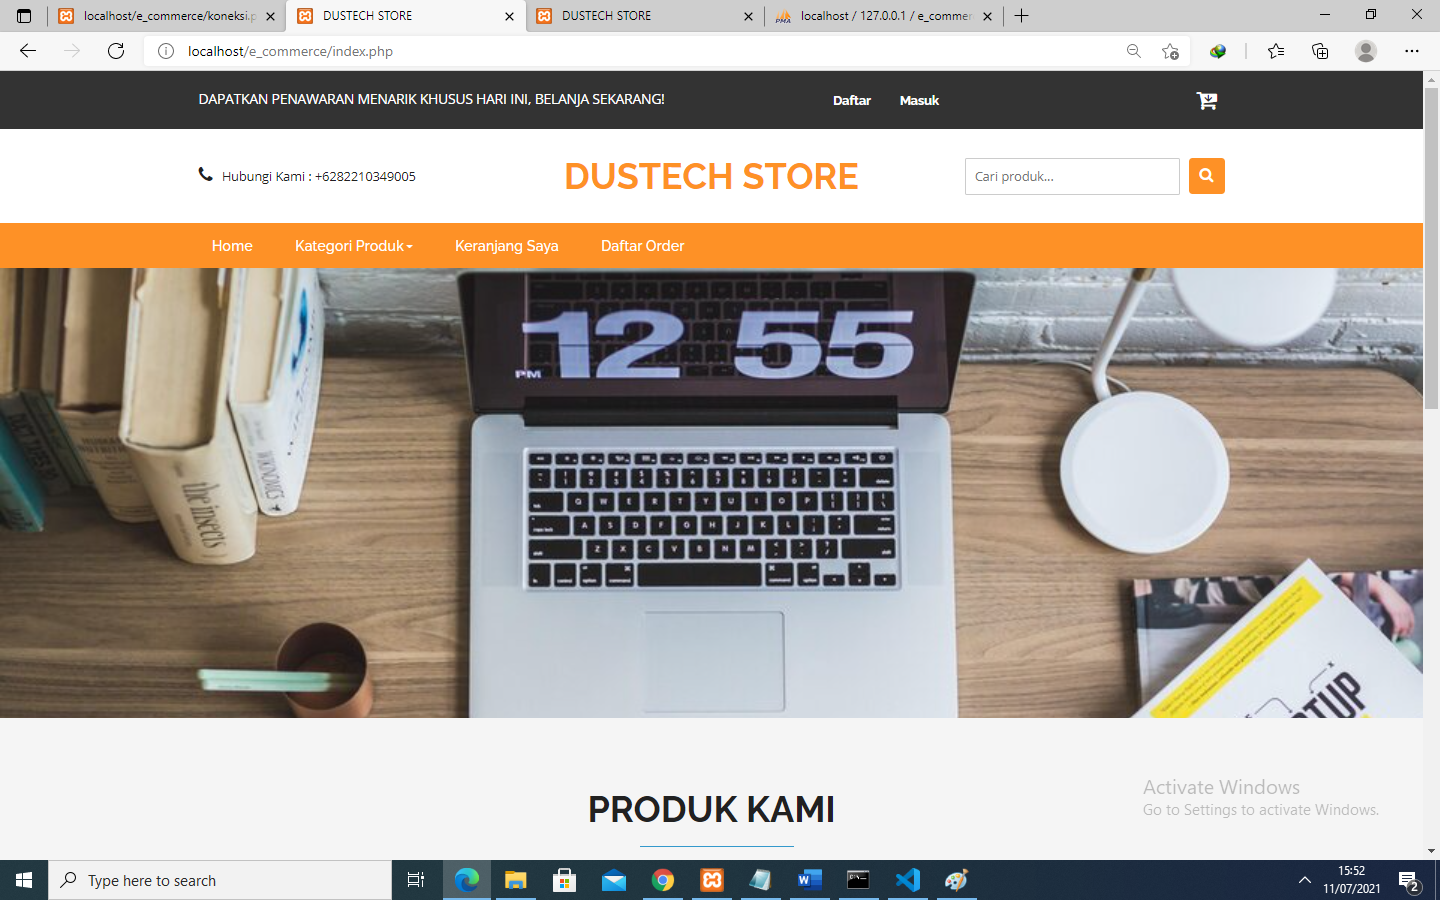 localhost/e_commerce/koneksi.p
DUSTECH STORE
DUSTECH STORE
localhost / 127.0.0.1 / e_commer
localhost/e_commerce/index.php
DAPATKAN PENAWARAN MENARIK KHUSUS HARI INI, BELANJA SEKARANG!
Daftar
Masuk
Hubungi Kami : +6282210349005
DUSTECH STORE
Cari produk...
Home
Kategori Produk
Keranjang Saya
Daftar Order
12 55
PM
the insects
WIKINOMICS
PRODUK KAMI
Activate Windows
Go to Settings to activate Windows.
Type here to search
15:52
11/07/2021
2